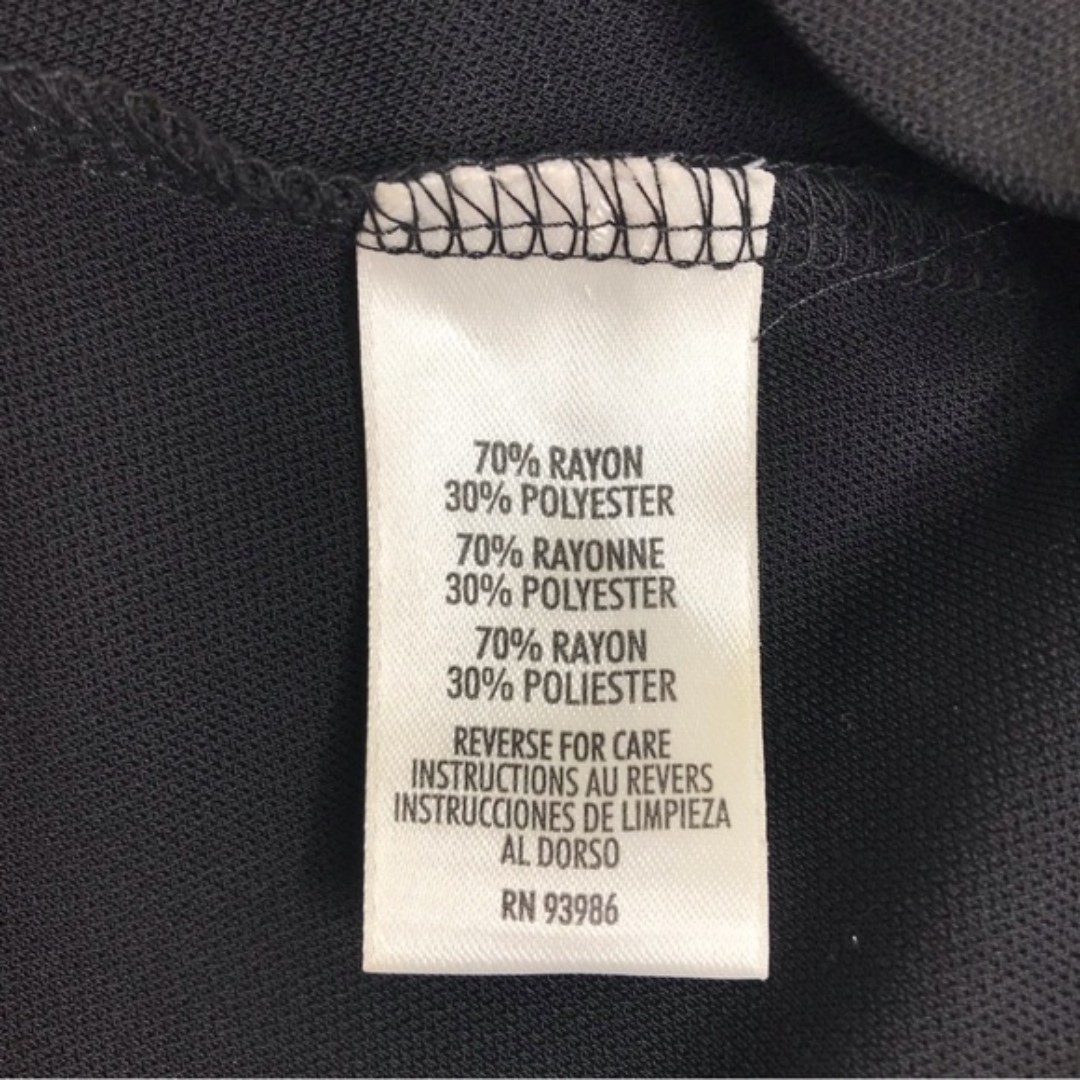 70% RAYON
30% POLYESTER
70% RAYONNE
30% POLYESTER
70% RAYON
30% POLIESTER
REVERSE FOR CARE
INSTRUCTIONS AU REVERS
INSTRUCCIONES DE LIMPIEZA
AL DORSO
RN 93986